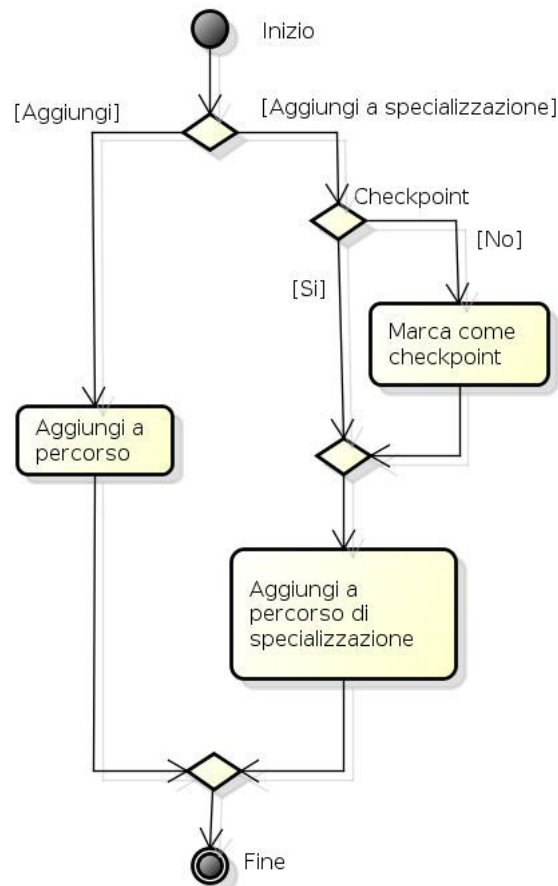 Inizio
[Aggiungi]
[Aggiungi a specializzazione]
Checkpoint
[No]
[Si]
Marca come
checkpoint
Aggiungi a
percorso
Aggiungi a
percorso di
specializzazione
Fine